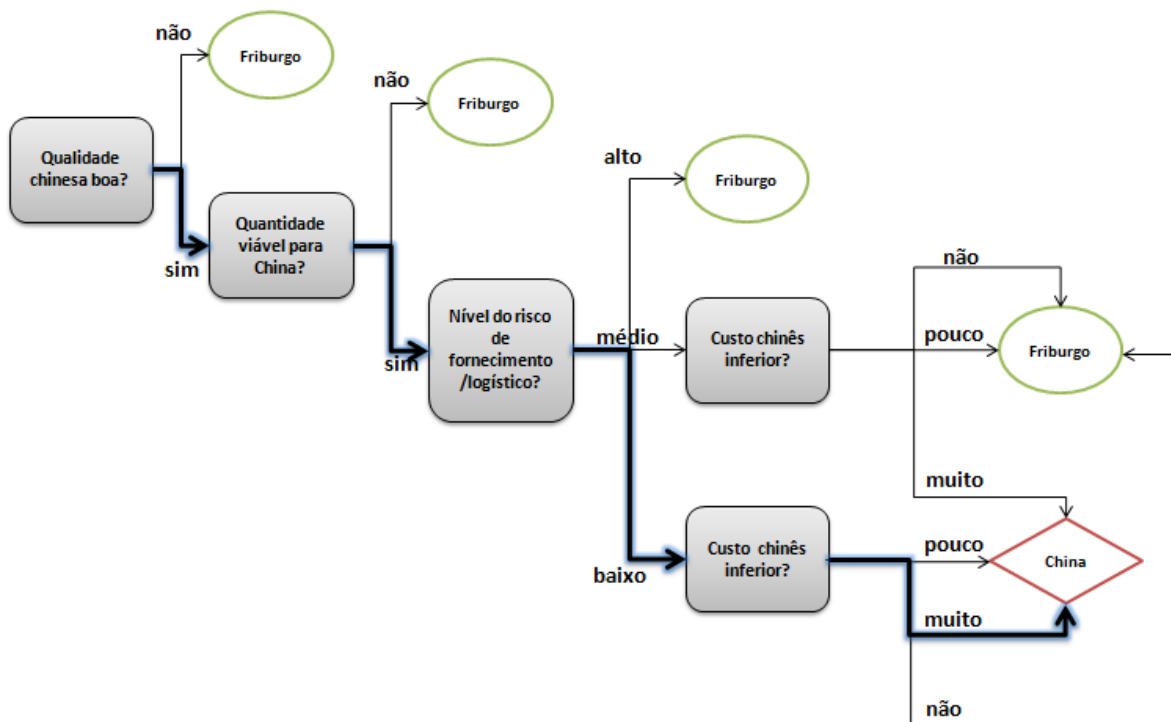 não
Friburgo
Qualidade
chinesa boa?
sim
não
Friburgo
Quantidade
viável para
China?
sim
alto
Friburgo
Nível do risco
de
fornecimento
/logístico?
médio
Custo chinês
inferior?
não
pouco
Friburgo
muito
baixo
Custo chinês
inferior?
pouco
China
muito
não